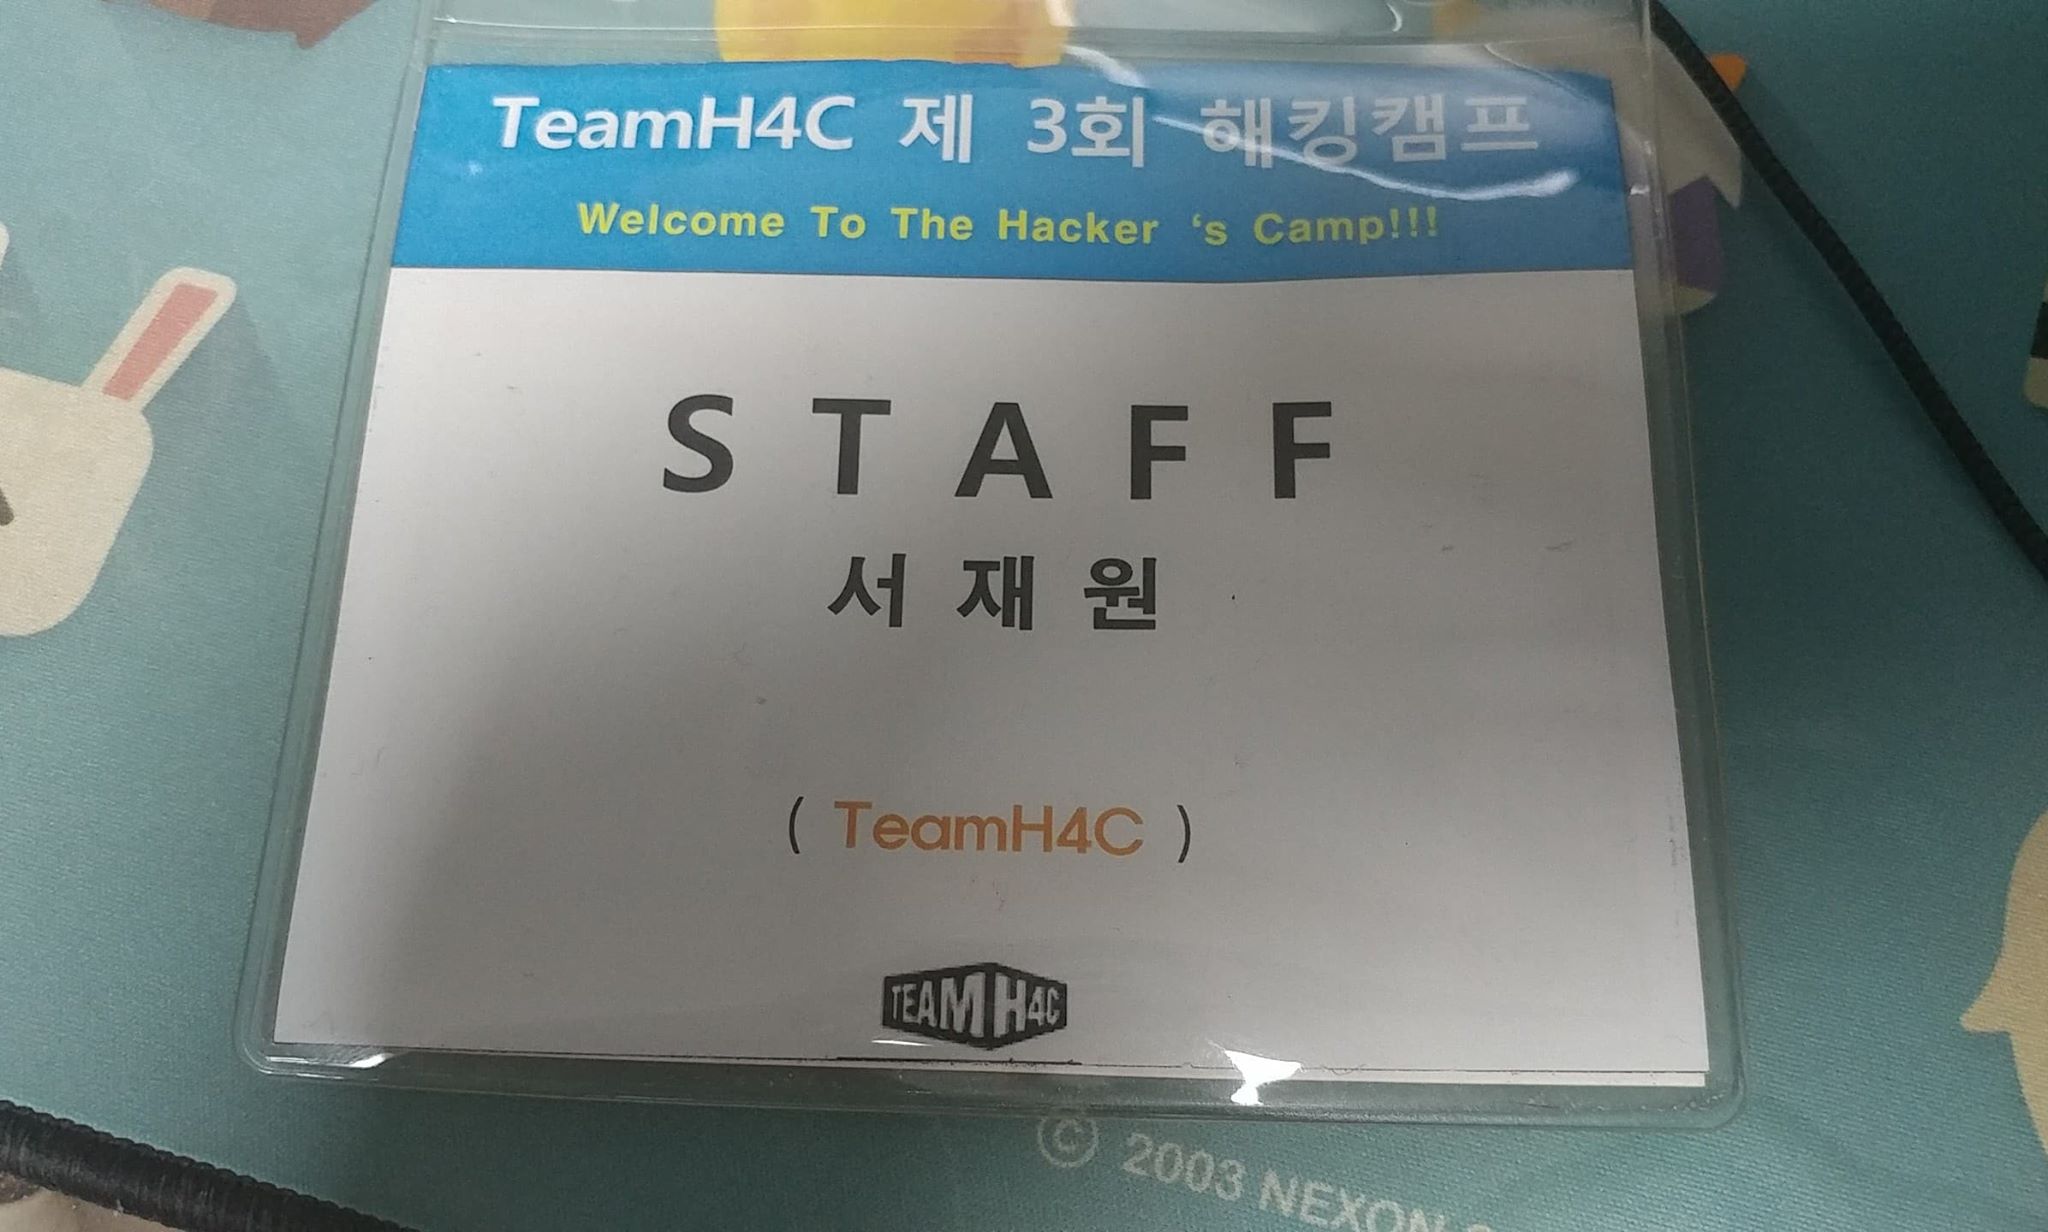 TeamH4C 제 3회 해킹캠프
Welcome To The Hacker ‘s Camp!!!
S T A F F
서 재 원
( TeamH4C )
TEAM H4C
© 2003 NEXON